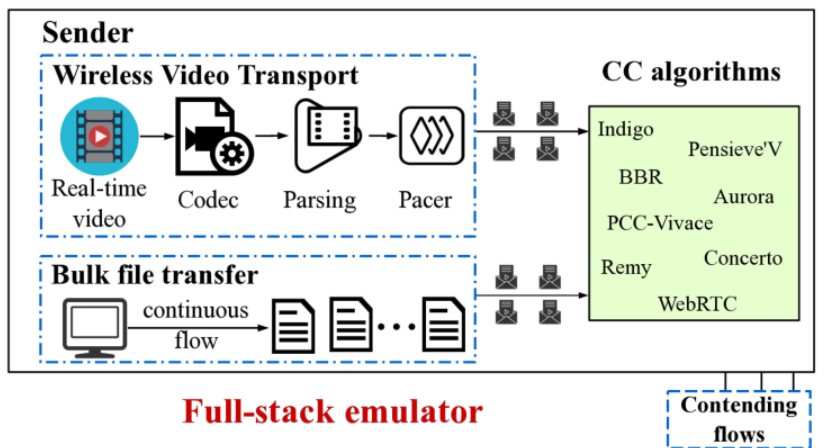 Sender
Wireless Video Transport
Real-time
video
Codec
Parsing
Pacer
Bulk file transfer
continuous
flow
CC algorithms
Indigo
Pensieve'V
BBR
Aurora
PCC-Vivace
Concerto
Remy
WebRTC
Full-stack emulator
Contending
flows